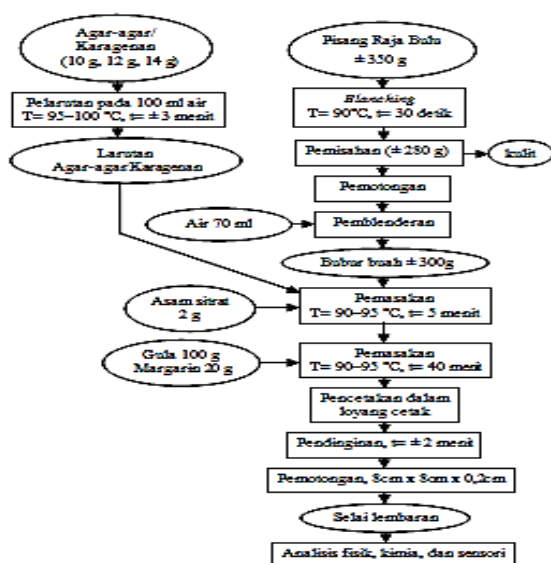 Agar-agar/
Karagenan
(10 g, 12 g, 14 g)
Pelarutan pada 100 ml air
T= 95–100 °C, t= ± 3 menit
Larutan
Agar-agar/Karagenan
Pisang Raja Bulu
± 350 g
Blanching
T= 90°C, t= 30 detik
Pemisahan (± 280 g)
kulit
Pemotongan
Air 70 ml
Pemblenderan
Bubur buah ± 300g
Asam sitrat
2 g
Pemasakan
T= 90–95 °C, t= 5 menit
Gula 100 g
Margarin 20 g
Pemasakan
T= 90–95 °C, t= 40 menit
Pencetakan dalam
loyang cetak
Pendinginan, t= ± 2 menit
Pemotongan, 8cm x 8cm x 0,2cm
Selai lembaran
Analisis fisik, kimia, dan sensori